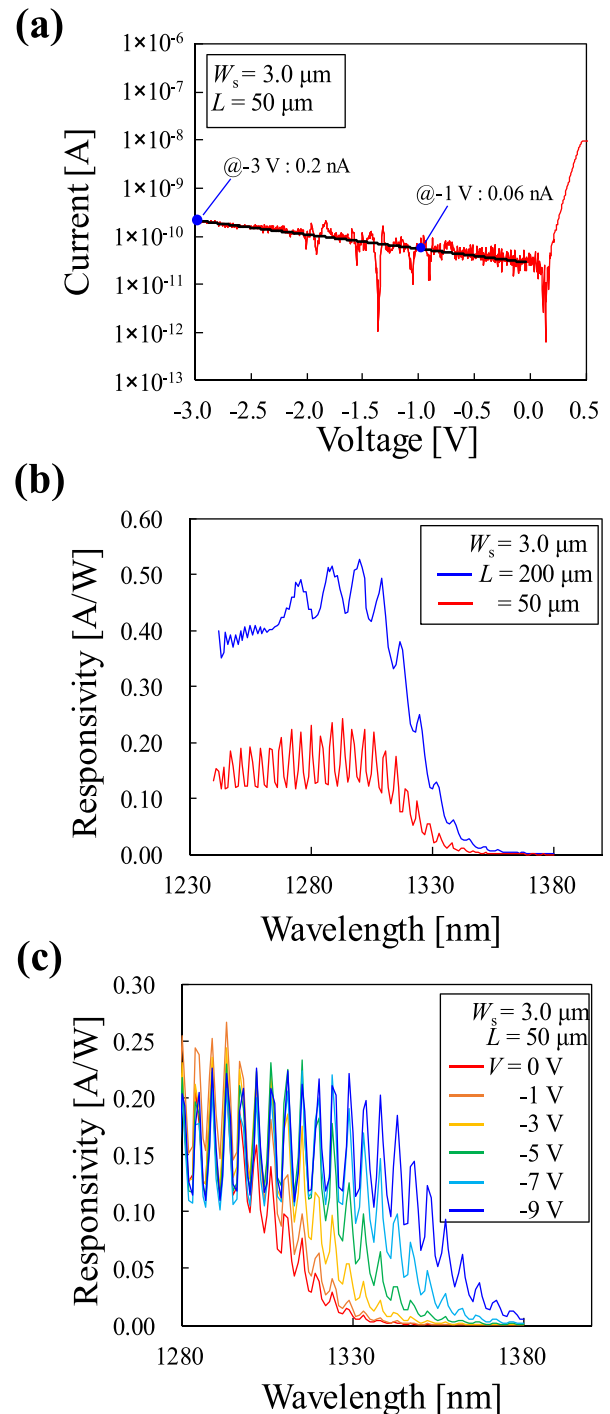 (a)
1×10⁻⁶
1×10⁻⁷
1×10⁻⁸
1×10⁻⁹
1×10⁻¹⁰
1×10⁻¹¹
1×10⁻¹²
1×10⁻¹³
Current [A]
Wₛ = 3.0 μm
L = 50 μm
@-3 V : 0.2 nA
@-1 V : 0.06 nA
-3.0 -2.5 -2.0 -1.5 -1.0 -0.5 0.0 0.5
Voltage [V]
(b)
0.60
0.50
0.40
0.30
0.20
0.10
0.00
Responsivity [A/W]
Wₛ = 3.0 μm
L = 200 μm
= 50 μm
1230 1280 1330 1380
Wavelength [nm]
(c)
0.30
0.25
0.20
0.15
0.10
0.05
0.00
Responsivity [A/W]
Wₛ = 3.0 μm
L = 50 μm
V = 0 V
-1 V
-3 V
-5 V
-7 V
-9 V
1280 1330 1380
Wavelength [nm]